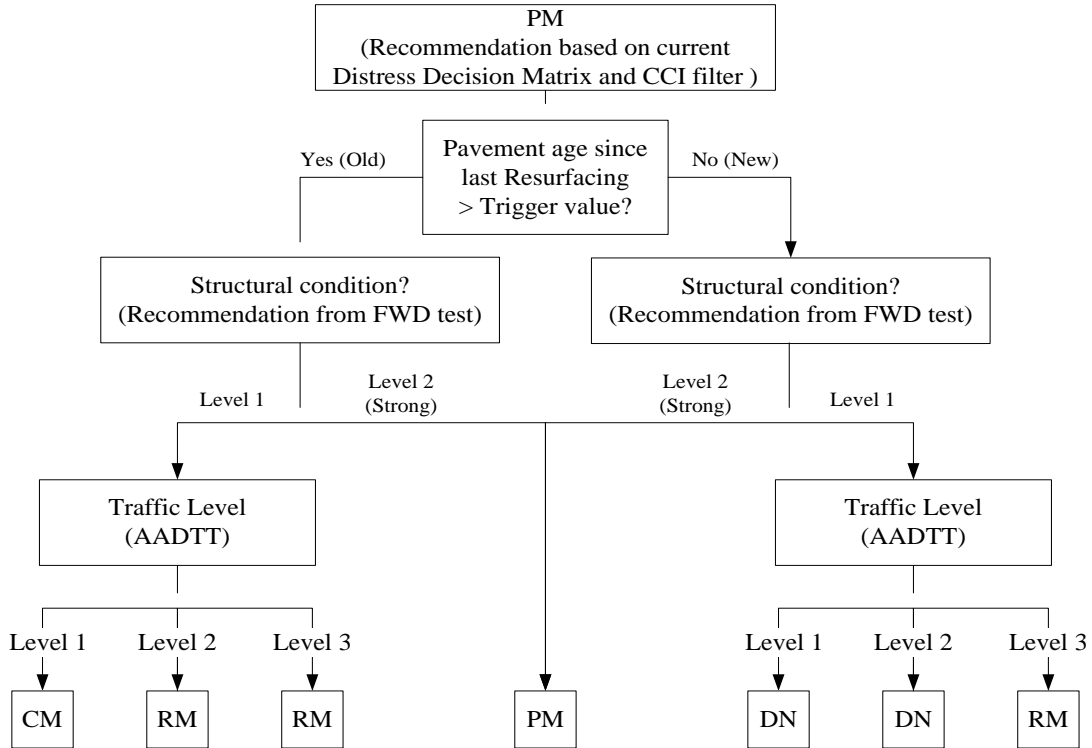 PM
(Recommendation based on current
Distress Decision Matrix and CCI filter )
Yes (Old)
Pavement age since
last Resurfacing
> Trigger value?
No (New)
Structural condition?
(Recommendation from FWD test)
Structural condition?
(Recommendation from FWD test)
Level 1
Level 2
(Strong)
Level 2
(Strong)
Level 1
Traffic Level
(AADTT)
Traffic Level
(AADTT)
Level 1
Level 2
Level 3
Level 1
Level 2
Level 3
CM
RM
RM
PM
DN
DN
RM